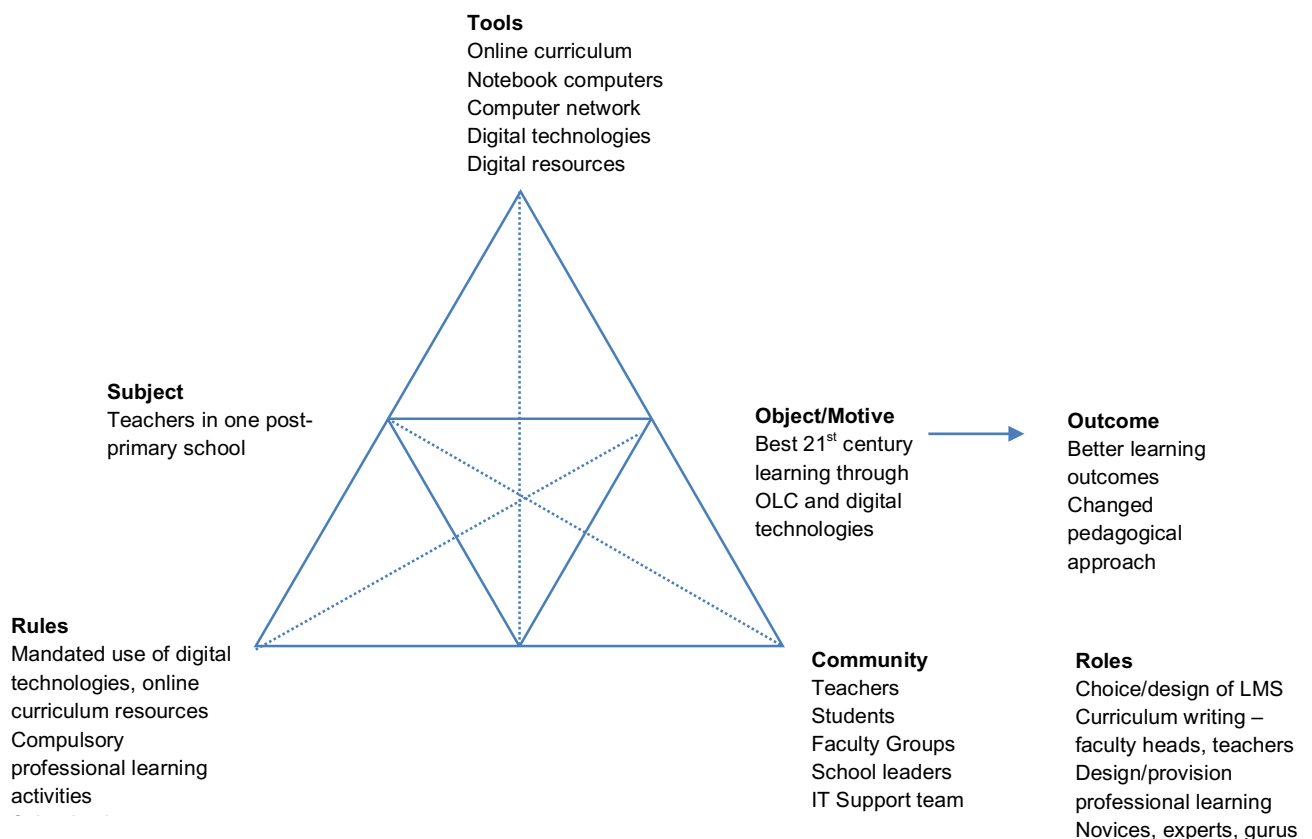 Tools
Online curriculum
Notebook computers
Computer network
Digital technologies
Digital resources
Subject
Teachers in one post-
primary school
Object/Motive
Best 21st century
learning through
OLC and digital
technologies
Outcome
Better learning
outcomes
Changed
pedagogical
approach
Rules
Mandated use of digital
technologies, online
curriculum resources
Compulsory
professional learning
activities
Community
Teachers
Students
Faculty Groups
School leaders
IT Support team
Roles
Choice/design of LMS
Curriculum writing –
faculty heads, teachers
Design/provision
professional learning
Novices, experts, gurus